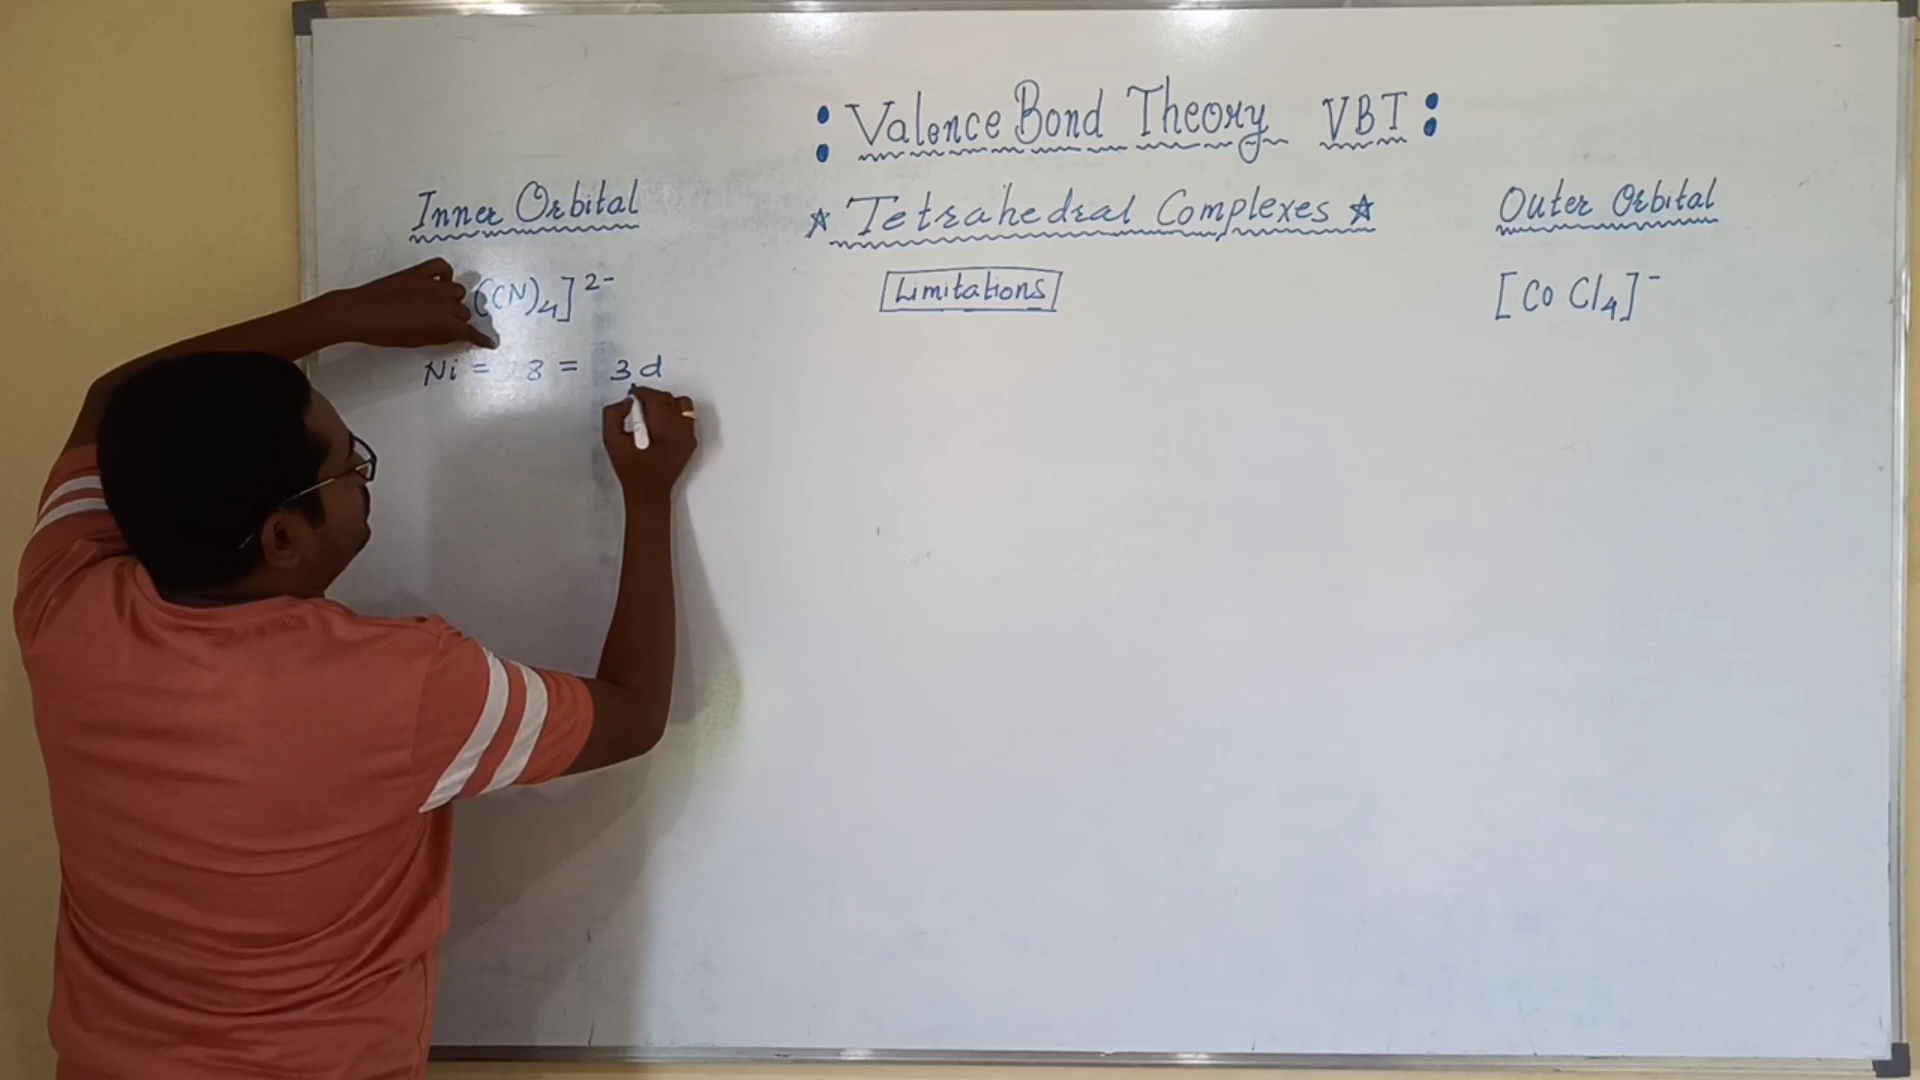 : Valence Bond Theory VBT :
Inner Orbital
☆ Tetrahedral Complexes ☆
Outer Orbital
(CN)₄]²⁻
Limitations
[Co Cl₄]⁻
Ni = 8 = 3d